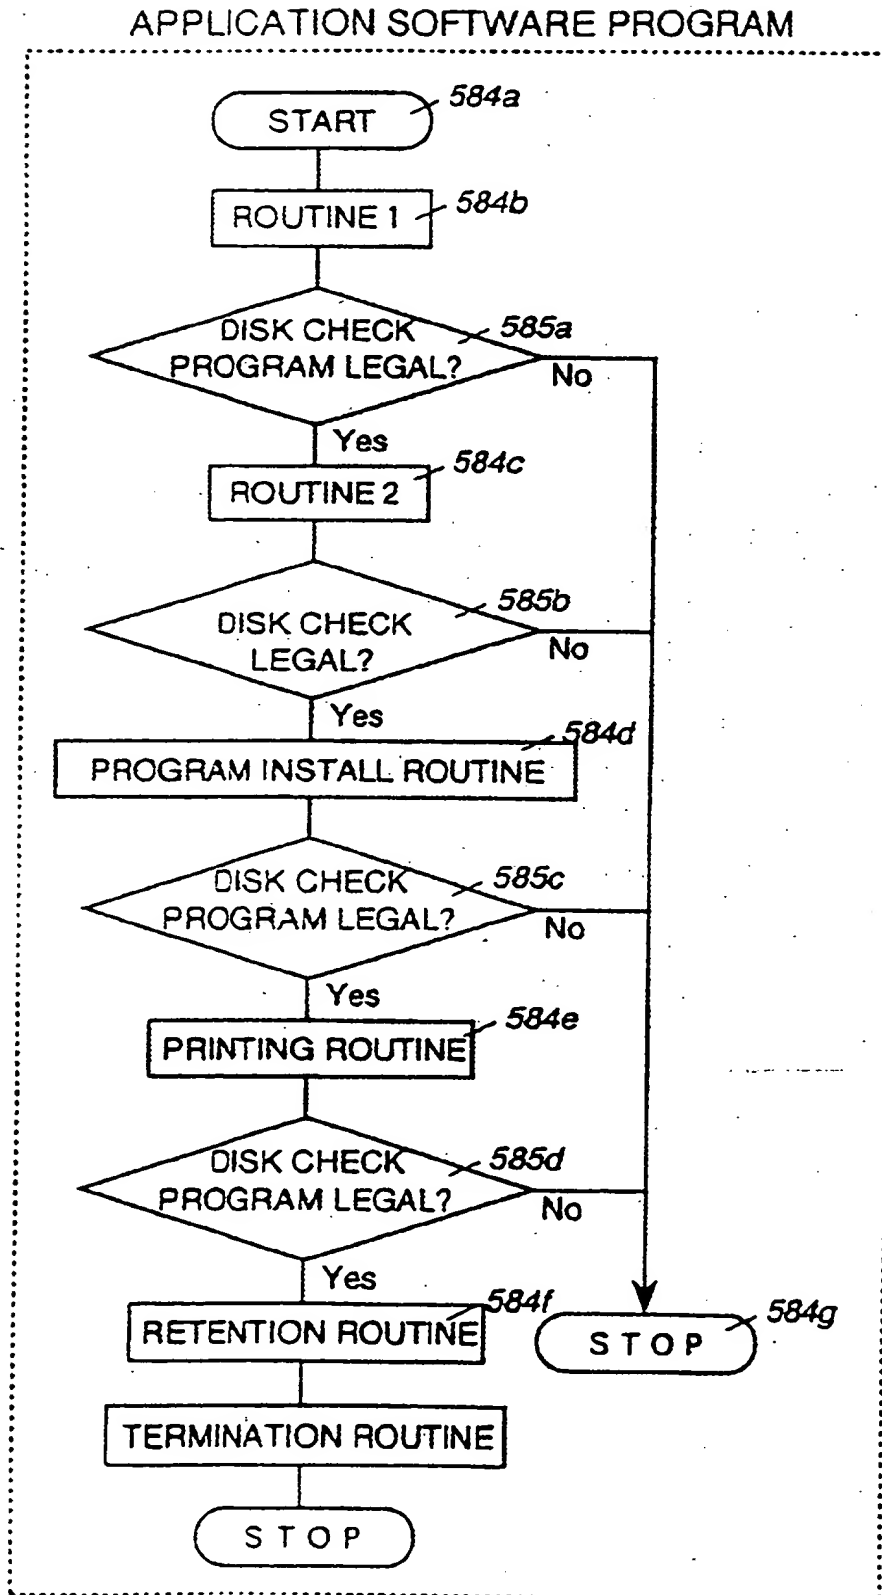 APPLICATION SOFTWARE PROGRAM
START
584a
ROUTINE 1
584b
DISK CHECK
PROGRAM LEGAL?
585a
No
Yes
ROUTINE 2
584c
DISK CHECK
LEGAL?
585b
No
Yes
584d
PROGRAM INSTALL ROUTINE
DISK CHECK
PROGRAM LEGAL?
585c
No
Yes
584e
PRINTING ROUTINE
DISK CHECK
PROGRAM LEGAL?
585d
No
Yes
584f
RETENTION ROUTINE
584g
STOP
TERMINATION ROUTINE
STOP